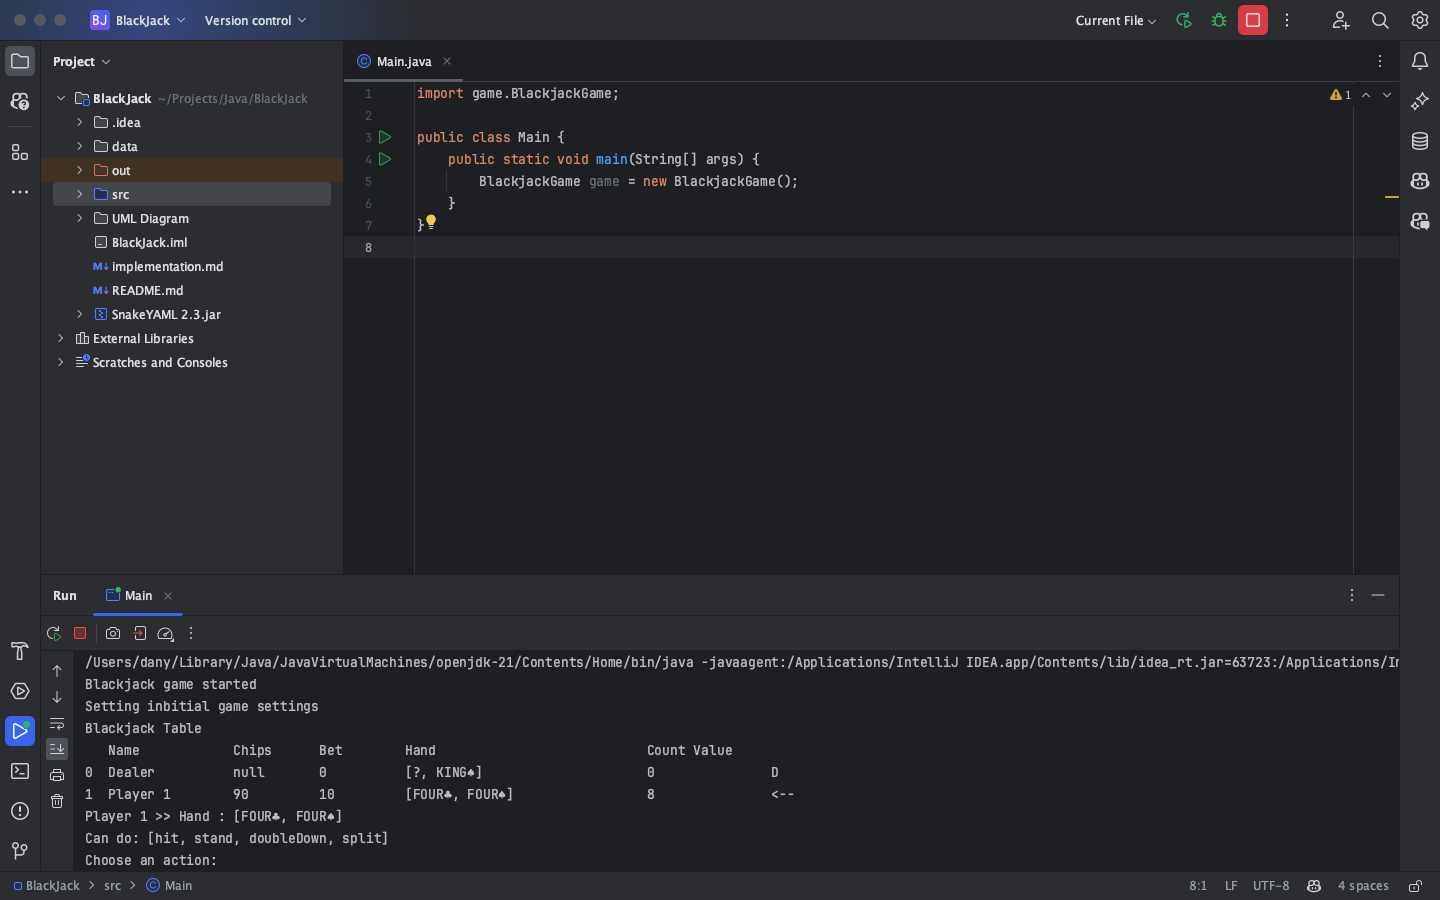 BJ BlackJack Version control Current File
Project
BlackJack ~/Projects/Java/BlackJack
.idea
data
out
src
UML Diagram
BlackJack.iml
M↓ implementation.md
M↓ README.md
SnakeYAML 2.3.jar
External Libraries
Scratches and Consoles
Main.java
1 import game.BlackjackGame;
2
3 public class Main {
4 public static void main(String[] args) {
5 BlackjackGame game = new BlackjackGame();
6 }
7 }
8
1
Run Main
/Users/dany/Library/Java/JavaVirtualMachines/openjdk-21/Contents/Home/bin/java -javaagent:/Applications/IntelliJ IDEA.app/Contents/lib/idea_rt.jar=63723:/Applications/In
Blackjack game started
Setting inbitial game settings
Blackjack Table
Name Chips Bet Hand Count Value
0 Dealer null 0 [?, KING♠] 0 D
1 Player 1 90 10 [FOUR♣, FOUR♠] 8 <--
Player 1 >> Hand : [FOUR♣, FOUR♠]
Can do: [hit, stand, doubleDown, split]
Choose an action:
BlackJack > src > Main 8:1 LF UTF-8 4 spaces